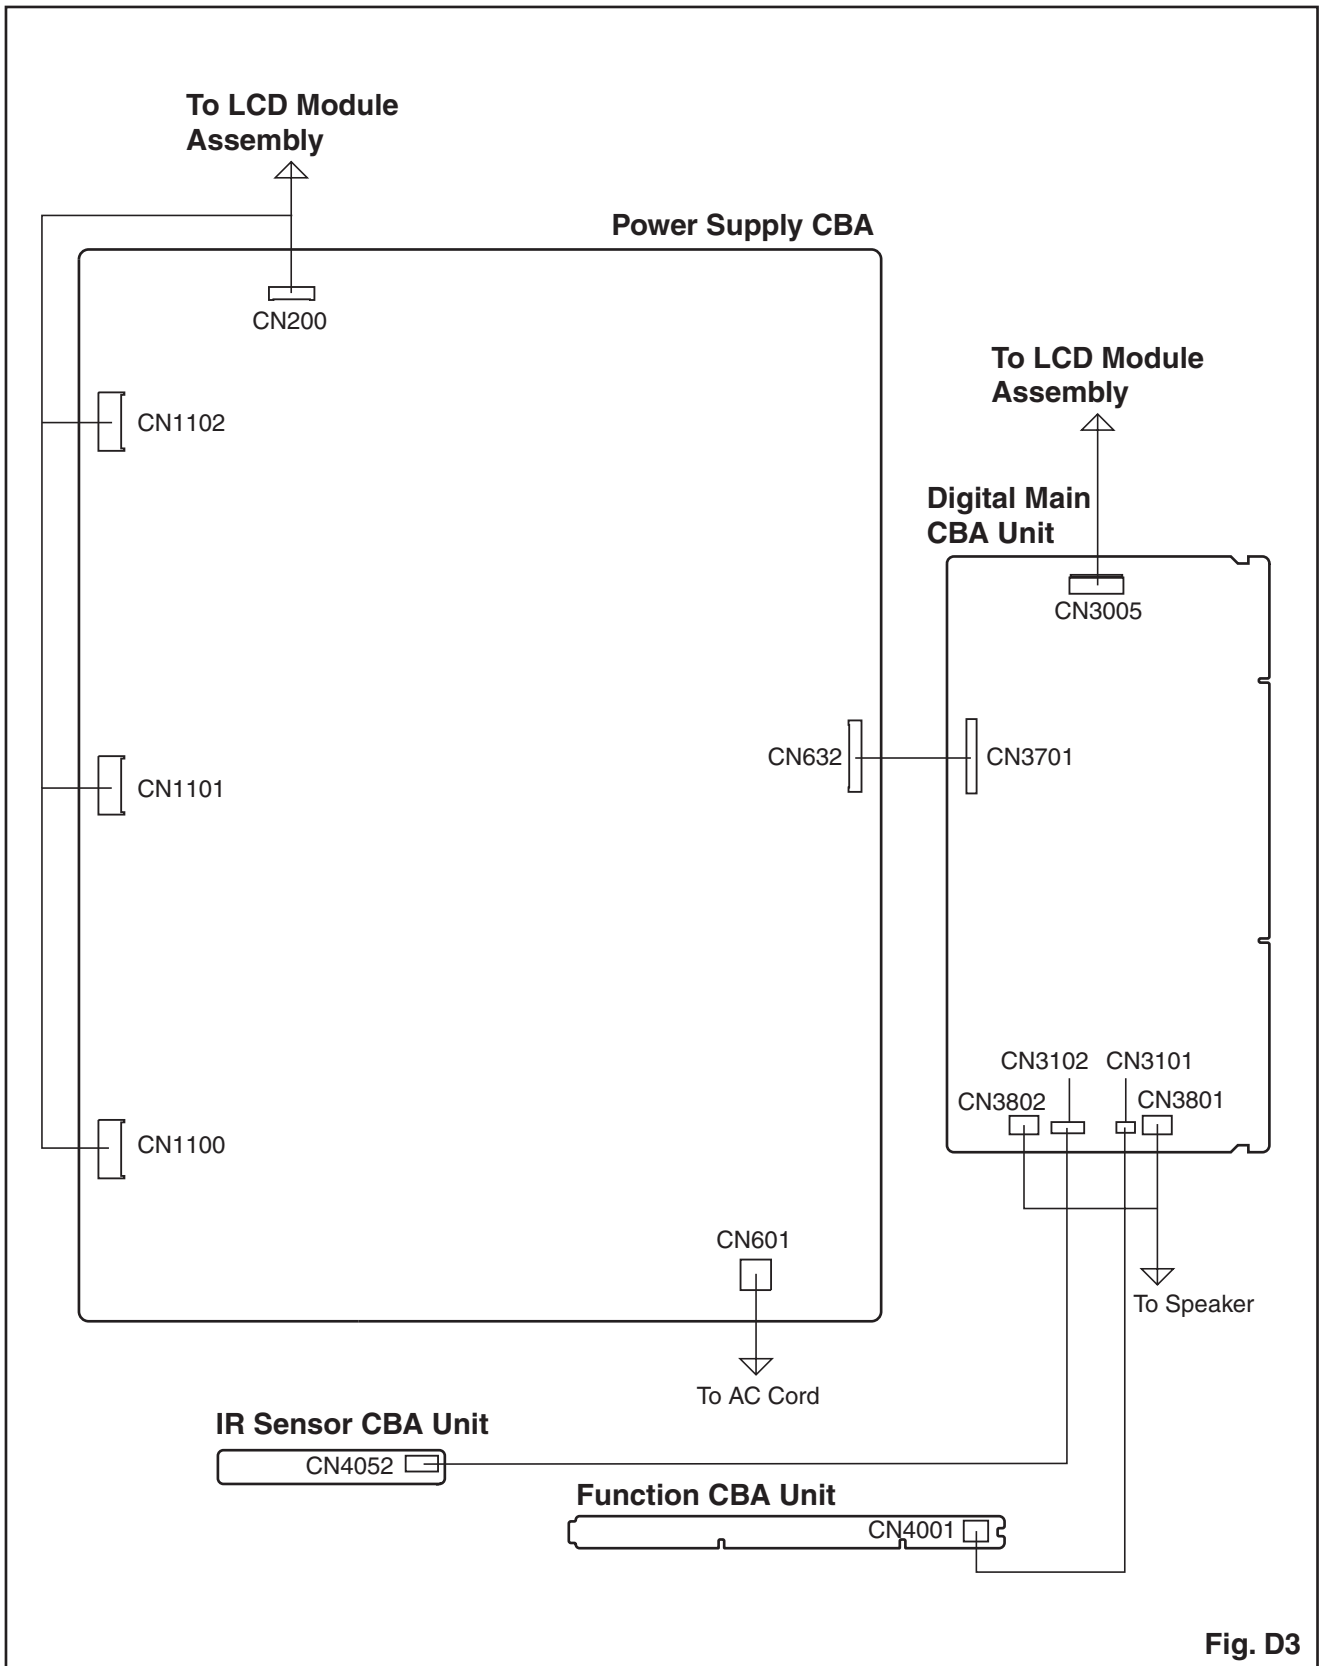 To LCD Module
Assembly
Power Supply CBA
CN200
CN1102
To LCD Module
Assembly
Digital Main
CBA Unit
CN3005
CN632
CN3701
CN1101
CN3102
CN3101
CN3802
CN3801
CN1100
CN601
To Speaker
To AC Cord
IR Sensor CBA Unit
CN4052
Function CBA Unit
CN4001
Fig. D3